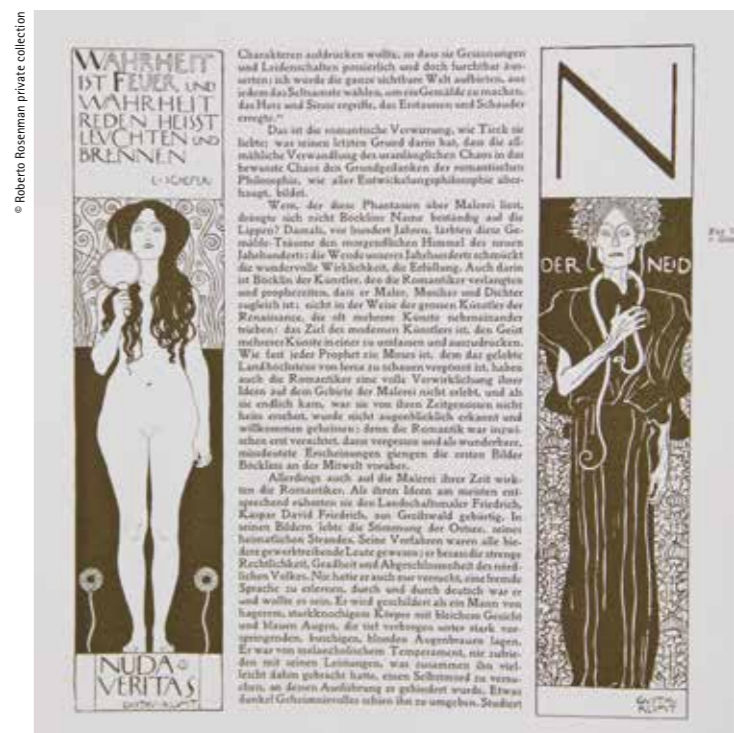 © Roberto Rosenman private collection
WAHRHEIT
IST FEUER UND
WAHRHEIT
REDEN HEISST
LEUCHTEN UND
BRENNEN
L. SCHEFER
NUDA
VERITAS
GUSTAV KLIMT
Charakteren ausdrücken wollte, so dass sie Gesinnungen
und Leidenschaften possierlich und doch furchtbar äus-
serten; ich würde die ganze sichtbare Welt aufbieten, aus
jedem das Seltsamste wählen, um ein Gemälde zu machen,
das Herz und Sinne ergriffe, das Erstaunen und Schauder
erregte.“
Das ist die romantische Verwirrung, wie Tieck sie
liebte; was seinen letzten Grund darin hat, dass die all-
mähliche Verwandlung des uranfänglichen Chaos in das
bewusste Chaos den Grundgedanken der romantischen
Philosophie, wie aller Entwickelungsphilosophie über-
haupt, bildet.
Wem, der diese Phantasien über Malerei liest,
drängte sich nicht Böcklins Name beständig auf die
Lippen? Damals, vor hundert Jahren, färbten diese Ge-
mälde-Träume den morgendlichen Himmel des neuen
Jahrhunderts; die Wende unseres Jahrhunderts schmückt
die wundervolle Wirklichkeit, die Erfüllung. Auch darin
ist Böcklin der Künstler, den die Romantiker verlangten
und prophezeiten, dass er Maler, Musiker und Dichter
zugleich ist; nicht in der Weise der grossen Künstler der
Renaissance, die oft mehrere Künste nebeneinander
trieben: das Ziel des modernen Künstlers ist, den Geist
mehrerer Künste in einer zu umfassen und auszudrücken.
Wie fast jeder Prophet ein Moses ist, dem das gelobte
Land höchstens von ferne zu schauen vergönnt ist, haben
auch die Romantiker eine volle Verwirklichung ihrer
Ideen auf dem Gebiete der Malerei nicht erlebt, und als
sie endlich kam, war sie von ihren Zeitgenossen nicht
heiss ersehnt, wurde nicht augenblicklich erkannt und
willkommen geheissen; denn die Romantik war inzwi-
schen erst verachtet, dann vergessen und als wunderbare,
missdeutete Erscheinungen giengen die ersten Bilder
Böcklins an der Mitwelt vorüber.
Allerdings auch auf die Malerei ihrer Zeit wirk-
ten die Romantiker. Als ihren Ideen am meisten ent-
sprechend rühmten sie den Landschaftsmaler Friedrich,
Kaspar David Friedrich, aus Greifswald gebürtig. In
seinen Bildern lebte die Stimmung der Ostsee, seines
heimatlichen Strandes. Seine Vorfahren waren alle bie-
dere gewerbtreibende Leute gewesen; er besass die strenge
Rechtlichkeit, Geradheit und Abgeschlossenheit des nörd-
lichen Volkes. Nie hatte er auch nur versucht, eine fremde
Sprache zu erlernen, durch und durch deutsch war er
und wollte es sein. Er wird geschildert als ein Mann von
hagerem, starkknochigem Körper mit bleichem Gesicht
und blauen Augen, die tief verborgen unter stark vor-
springenden, buschigen, blonden Augenbrauen lagen.
Er war von melancholischem Temperament, nie zufrie-
den mit seinen Leistungen, was zusammen ihn viel-
leicht dahin gebracht hatte, einen Selbstmord zu versu-
chen, an dessen Ausführung er gehindert wurde. Etwas
dunkel Geheimnisvolles schien ihn zu umgeben. Studiert
N
DER NEID
GUSTAV
KLIMT